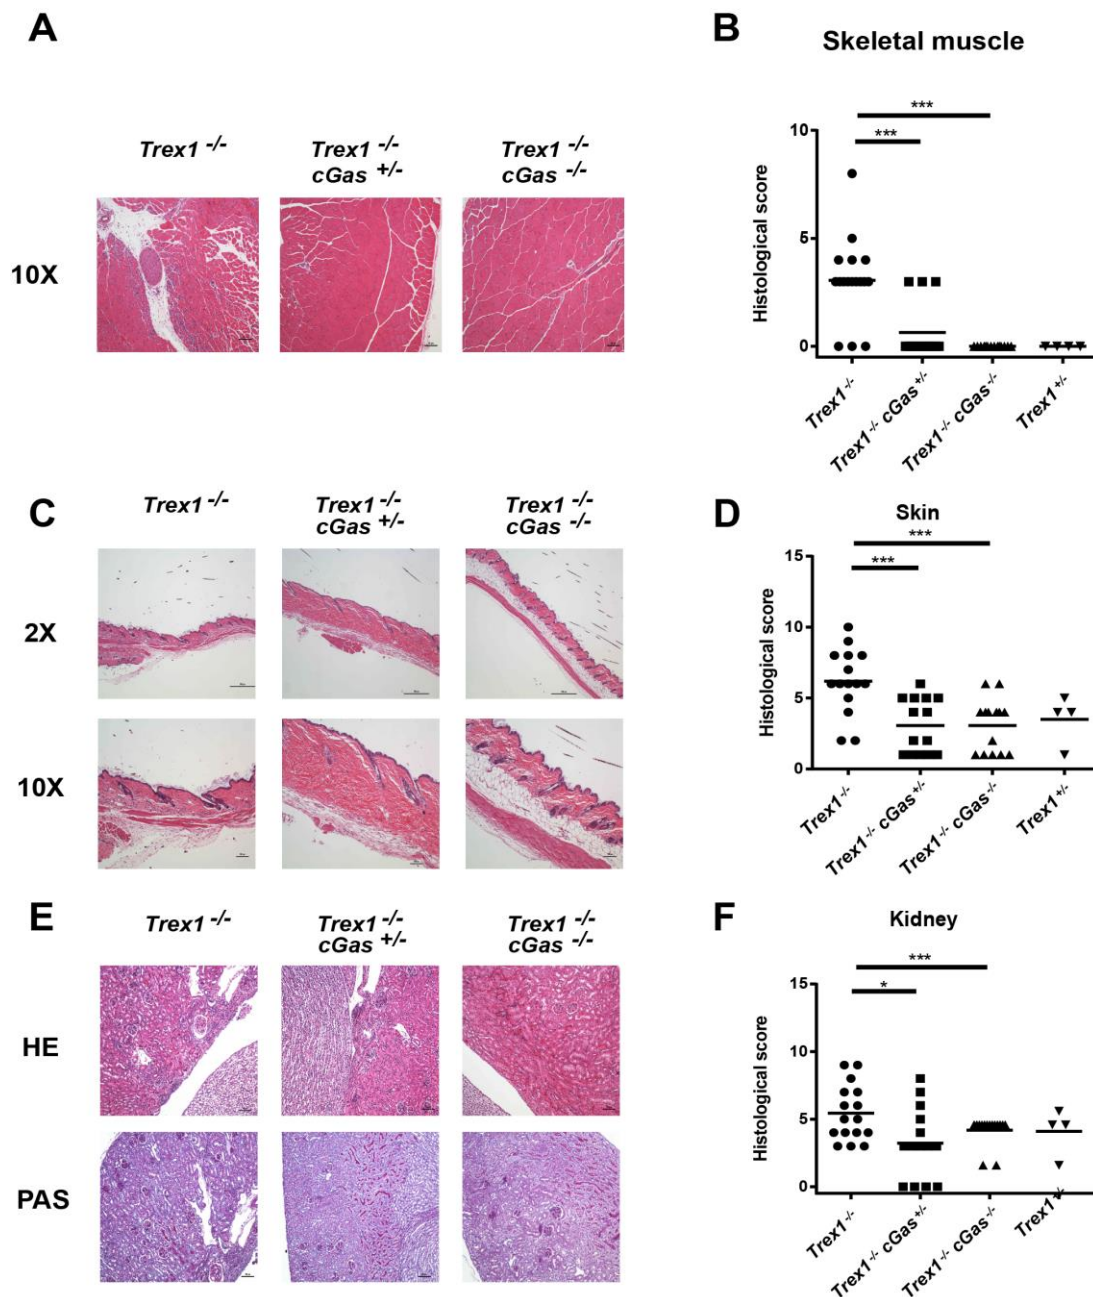 A
Trex1 -/-
Trex1 -/-
cGas +/-
Trex1 -/-
cGas -/-
10X
B
Skeletal muscle
***
***
10
5
0
Histological score
Trex1-/-
Trex1-/- cGas+/-
Trex1-/- cGas-/-
Trex1+/-
C
Trex1 -/-
Trex1 -/-
cGas +/-
Trex1 -/-
cGas -/-
2X
10X
D
Skin
***
***
15
10
5
0
Histological score
Trex1-/-
Trex1-/- cGas+/-
Trex1-/- cGas-/-
Trex1+/-
E
Trex1 -/-
Trex1 -/-
cGas +/-
Trex1 -/-
cGas -/-
HE
PAS
F
Kidney
***
*
15
10
5
0
Histological score
Trex1-/-
Trex1-/- cGas+/-
Trex1-/- cGas-/-
Trex1+/-